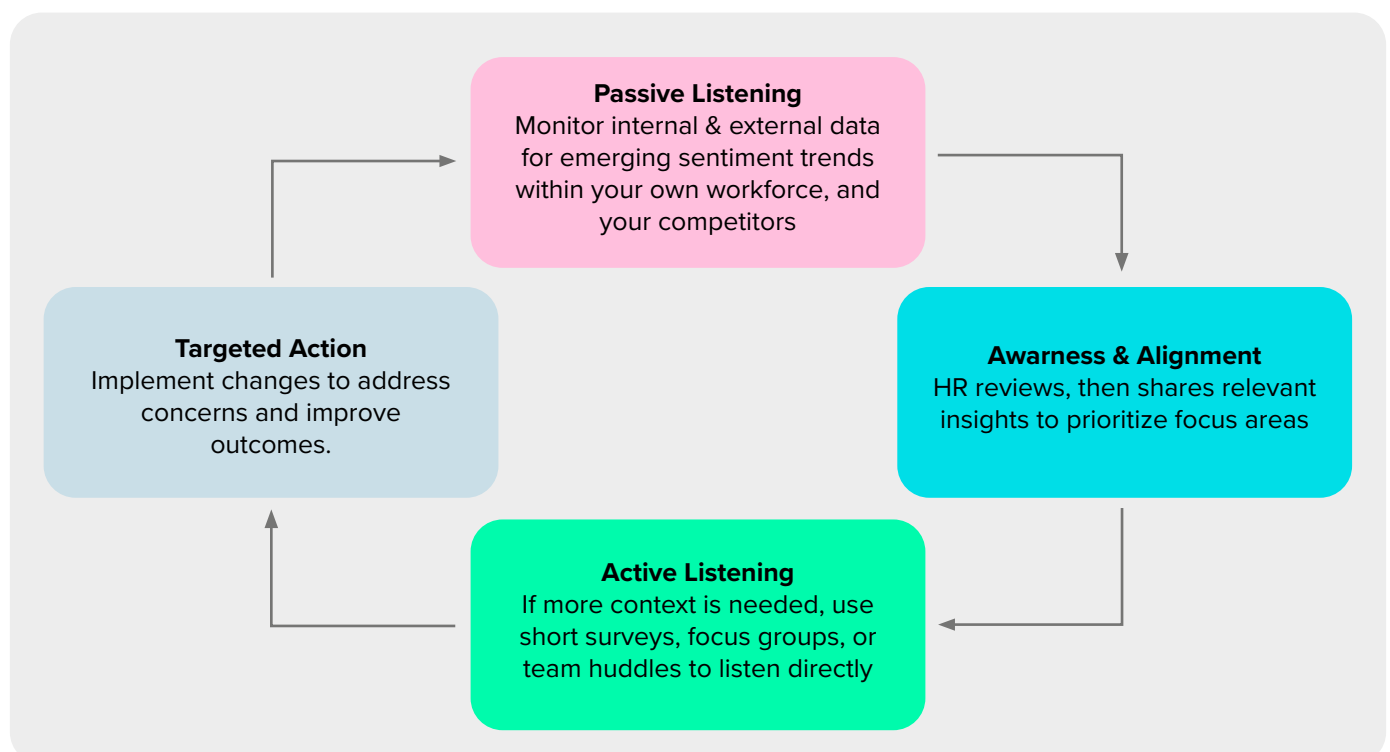 Passive Listening
Monitor internal & external data
for emerging sentiment trends
within your own workforce, and
your competitors
Targeted Action
Implement changes to address
concerns and improve
outcomes.
Awarness & Alignment
HR reviews, then shares relevant
insights to prioritize focus areas
Active Listening
If more context is needed, use
short surveys, focus groups, or
team huddles to listen directly